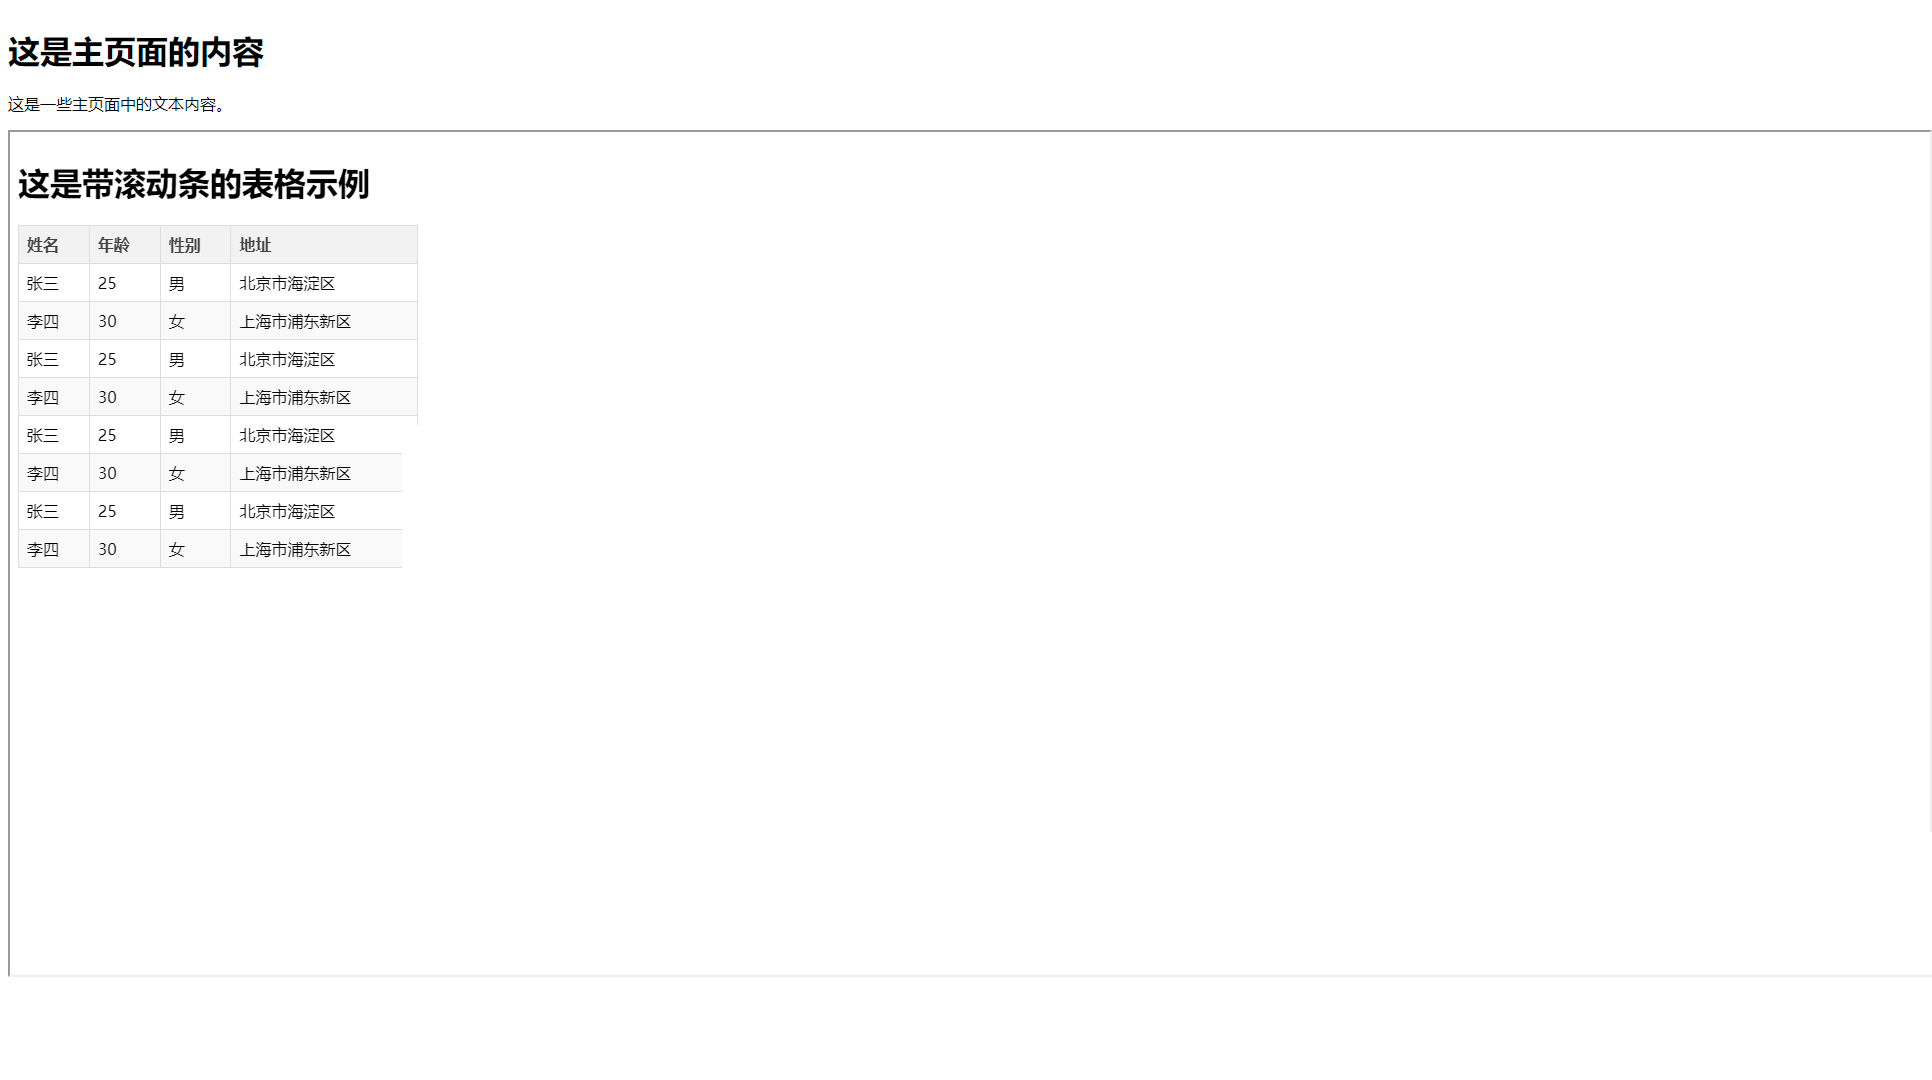 这是主页面的内容
这是一些主页面中的文本内容。
这是带滚动条的表格示例
姓名 年龄 性别 地址
张三 25 男 北京市海淀区
李四 30 女 上海市浦东新区
张三 25 男 北京市海淀区
李四 30 女 上海市浦东新区
张三 25 男 北京市海淀区
李四 30 女 上海市浦东新区
张三 25 男 北京市海淀区
李四 30 女 上海市浦东新区